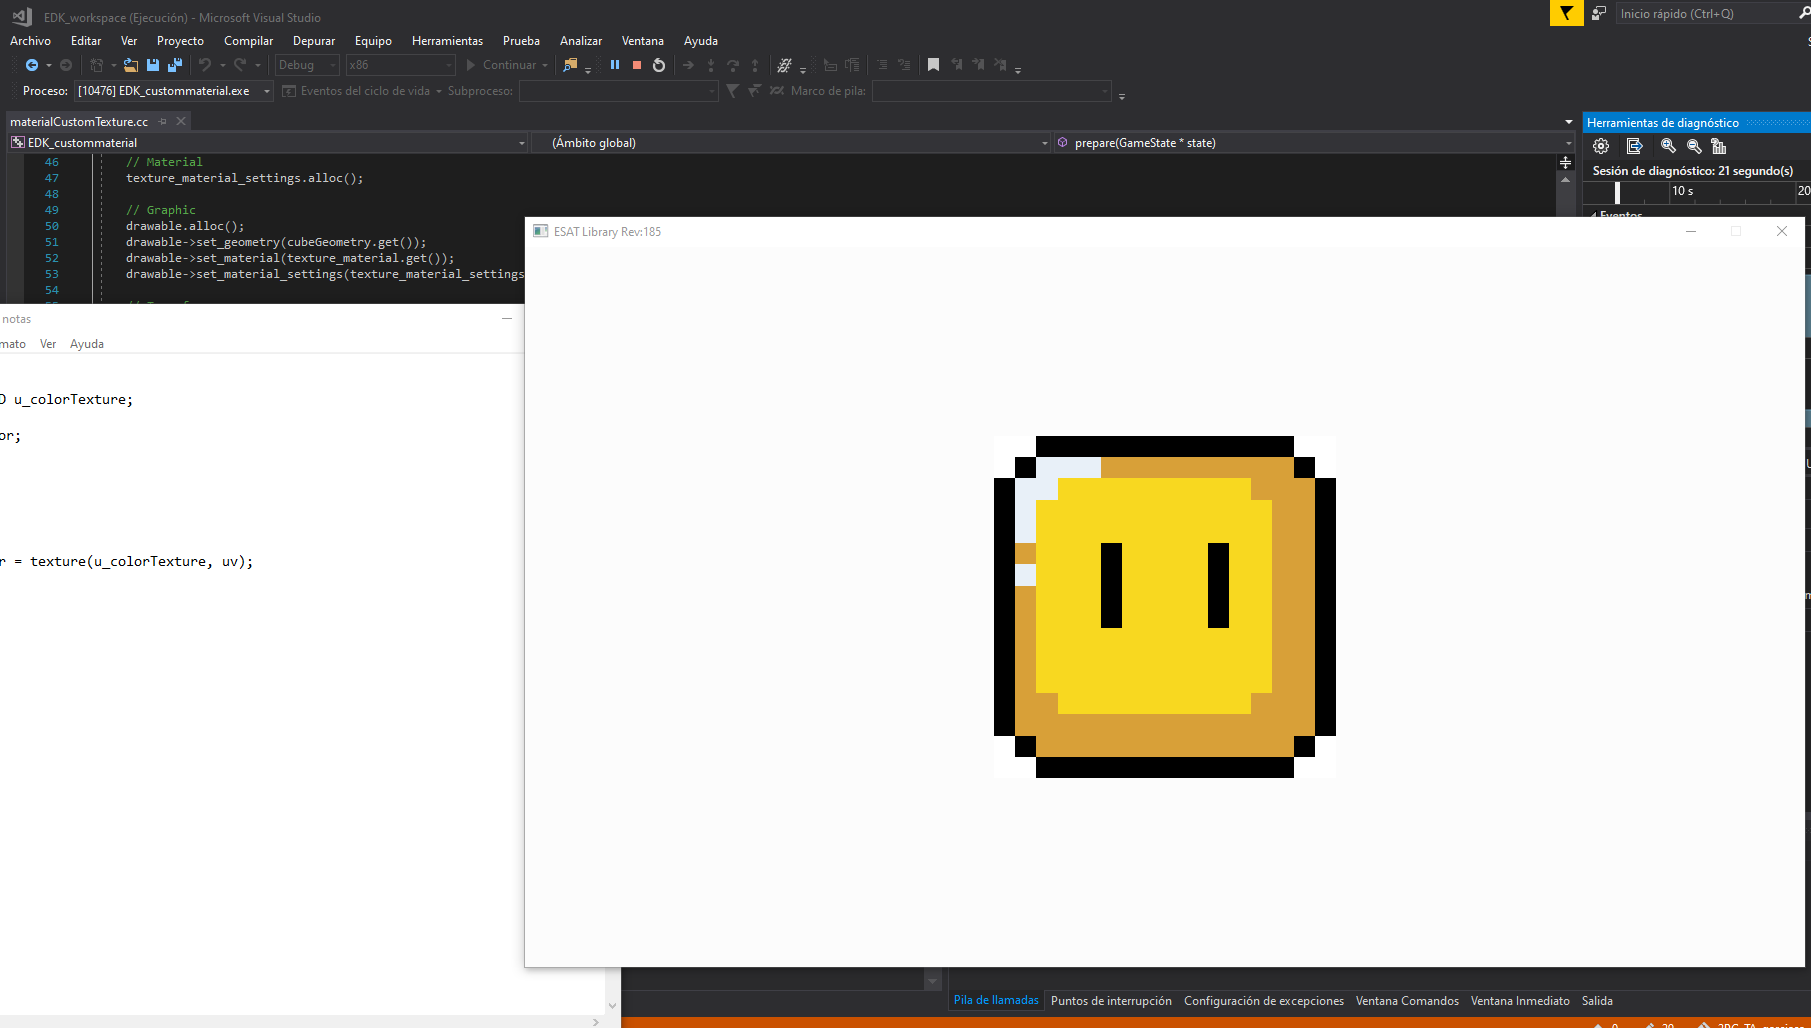 EDK_workspace (Ejecución) - Microsoft Visual Studio
Inicio rápido (Ctrl+Q)
Archivo Editar Ver Proyecto Compilar Depurar Equipo Herramientas Prueba Analizar Ventana Ayuda
Debug x86 Continuar
Proceso: [10476] EDK_custommaterial.exe Eventos del ciclo de vida Subproceso: Marco de pila:
materialCustomTexture.cc
Herramientas de diagnóstico
EDK_custommaterial (Ámbito global) prepare(GameState * state)
Sesión de diagnóstico: 21 segundo(s)
10 s 20
Eventos
46 // Material
47 texture_material_settings.alloc();
48
49 // Graphic
50 drawable.alloc();
51 drawable->set_geometry(cubeGeometry.get());
52 drawable->set_material(texture_material.get());
53 drawable->set_material_settings(texture_material_settings
54
ESAT Library Rev:185
notas
mato Ver Ayuda
D u_colorTexture;
or;
r = texture(u_colorTexture, uv);
Pila de llamadas Puntos de interrupción Configuración de excepciones Ventana Comandos Ventana Inmediato Salida